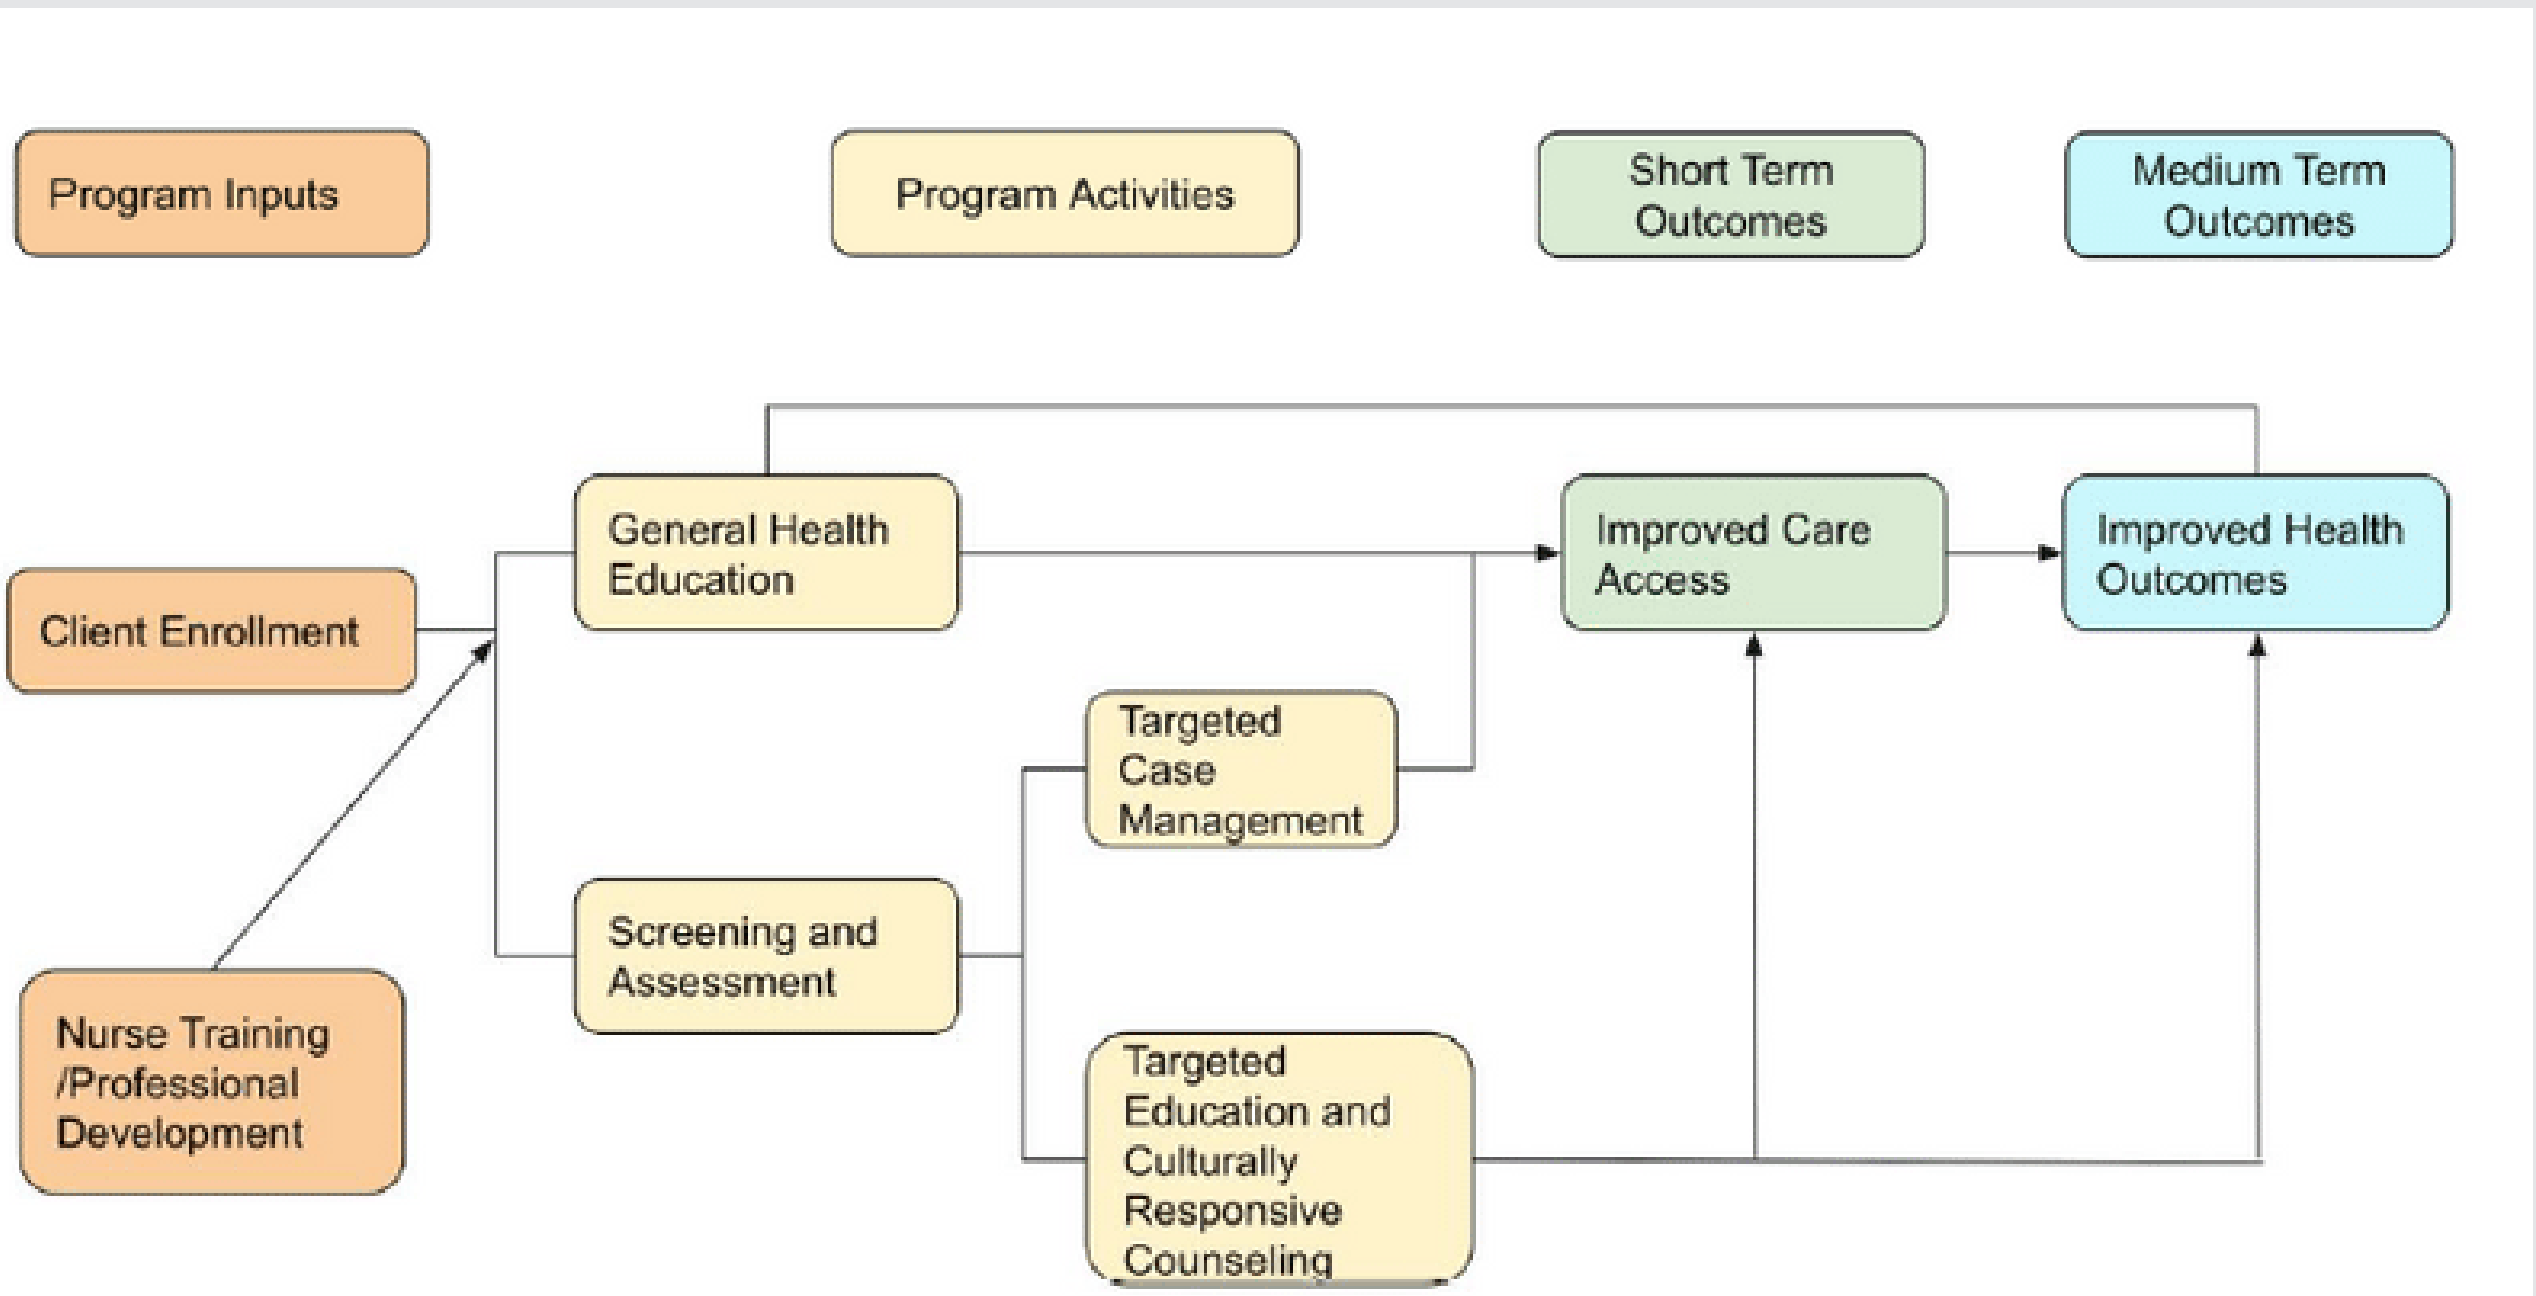 Program Inputs
Program Activities
Short Term
Outcomes
Medium Term
Outcomes
General Health
Education
Improved Care
Access
Improved Health
Outcomes
Client Enrollment
Targeted
Case
Management
Screening and
Assessment
Nurse Training
/Professional
Development
Targeted
Education and
Culturally
Responsive
Counseling